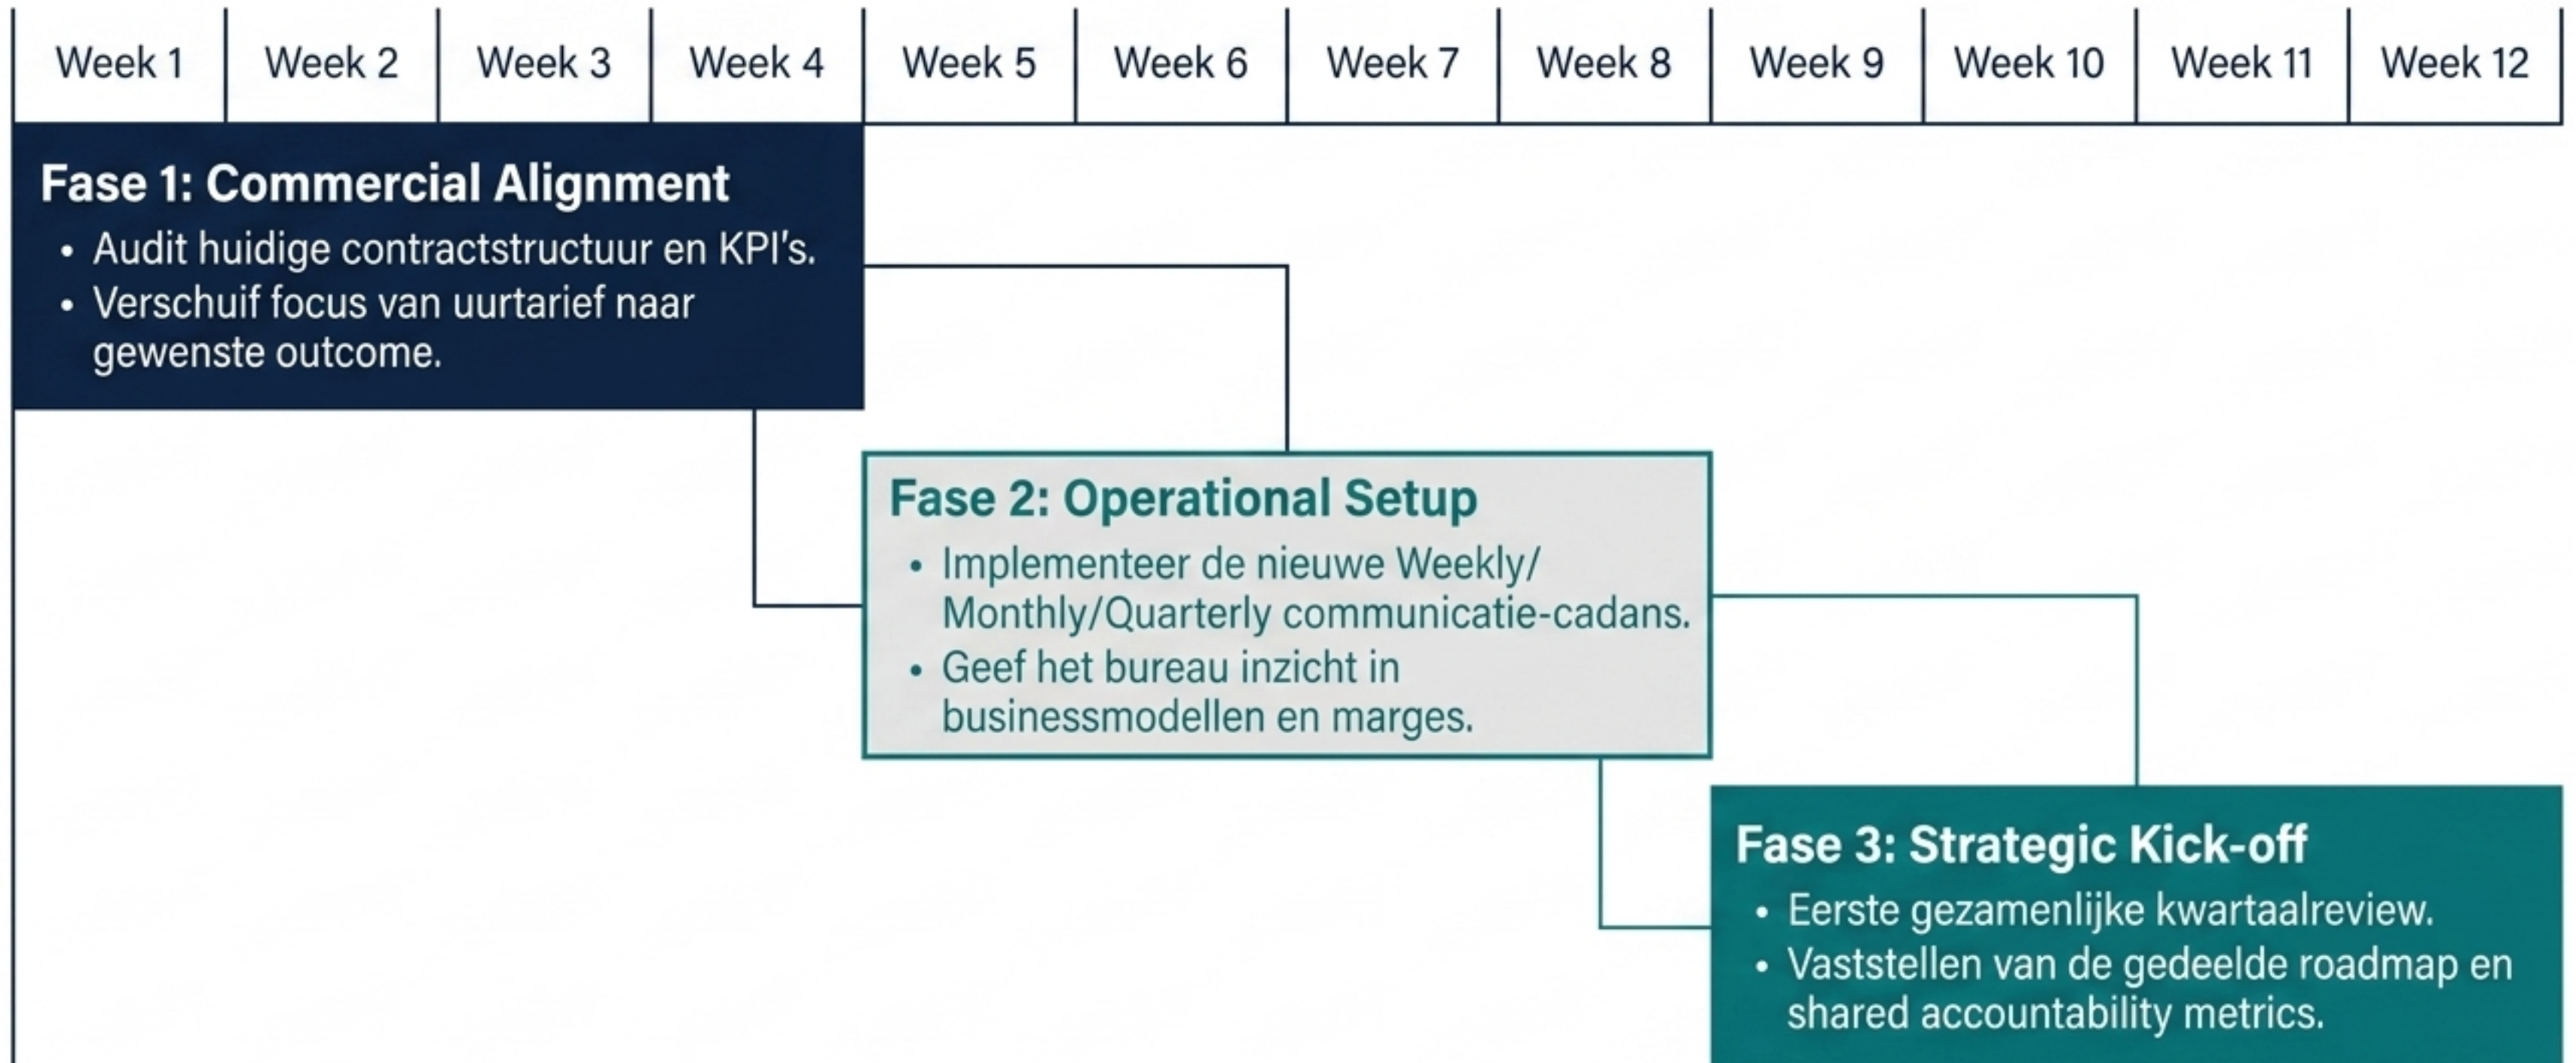 Week 1
Week 2
Week 3
Week 4
Week 5
Week 6
Week 7
Week 8
Week 9
Week 10
Week 11
Week 12
Fase 1: Commercial Alignment
• Audit huidige contractstructuur en KPI's.
• Verschuif focus van uurtarief naar
gewenste outcome.
Fase 2: Operational Setup
• Implementeer de nieuwe Weekly/
Monthly/Quarterly communicatie-cadans.
• Geef het bureau inzicht in
businessmodellen en marges.
Fase 3: Strategic Kick-off
• Eerste gezamenlijke kwartaalreview.
• Vaststellen van de gedeelde roadmap en
shared accountability metrics.